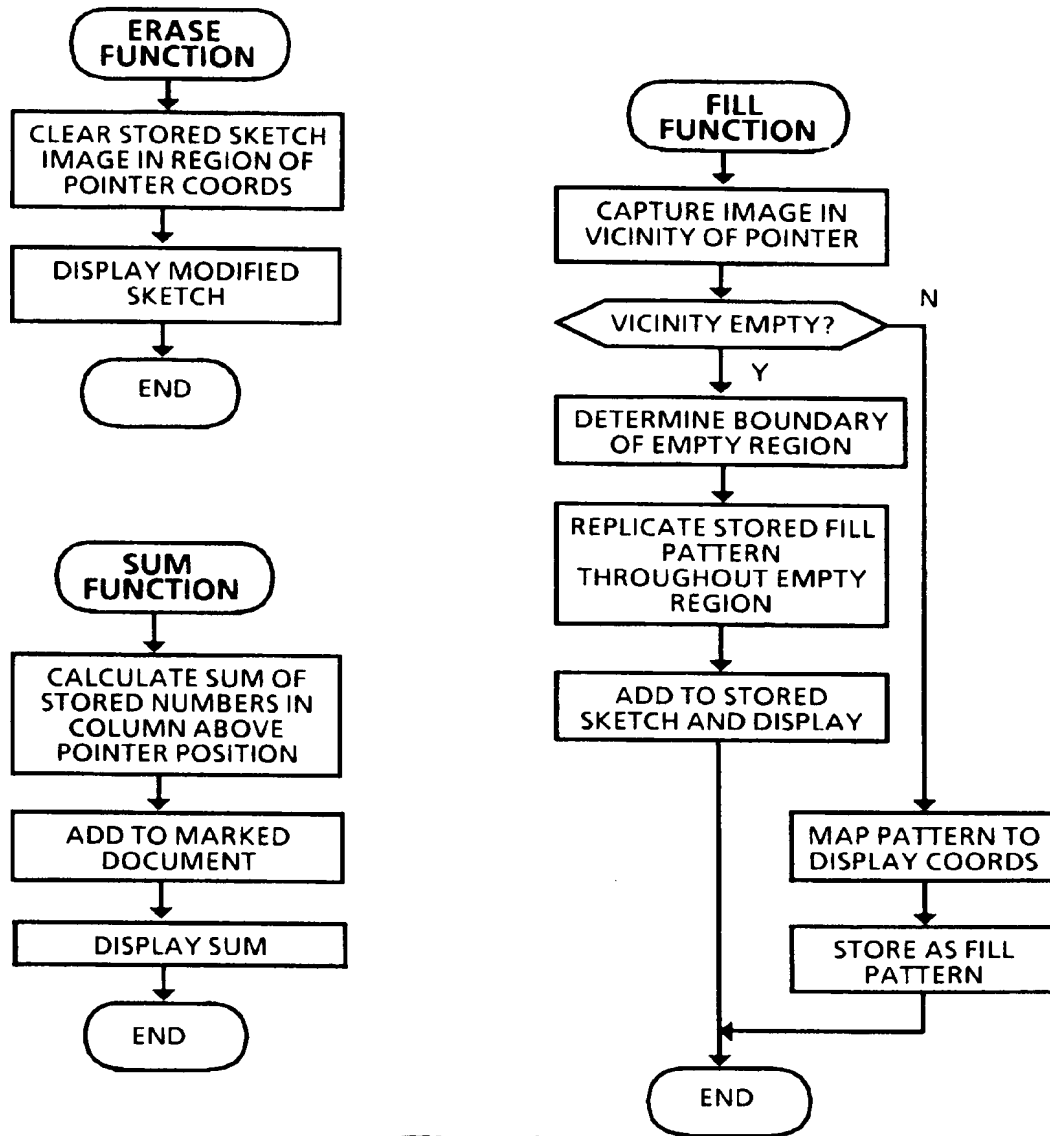 ERASE
FUNCTION
CLEAR STORED SKETCH
IMAGE IN REGION OF
POINTER COORDS
DISPLAY MODIFIED
SKETCH
END
SUM
FUNCTION
CALCULATE SUM OF
STORED NUMBERS IN
COLUMN ABOVE
POINTER POSITION
ADD TO MARKED
DOCUMENT
DISPLAY SUM
END
FILL
FUNCTION
CAPTURE IMAGE IN
VICINITY OF POINTER
VICINITY EMPTY?
N
Y
DETERMINE BOUNDARY
OF EMPTY REGION
REPLICATE STORED FILL
PATTERN
THROUGHOUT EMPTY
REGION
ADD TO STORED
SKETCH AND DISPLAY
MAP PATTERN TO
DISPLAY COORDS
STORE AS FILL
PATTERN
END